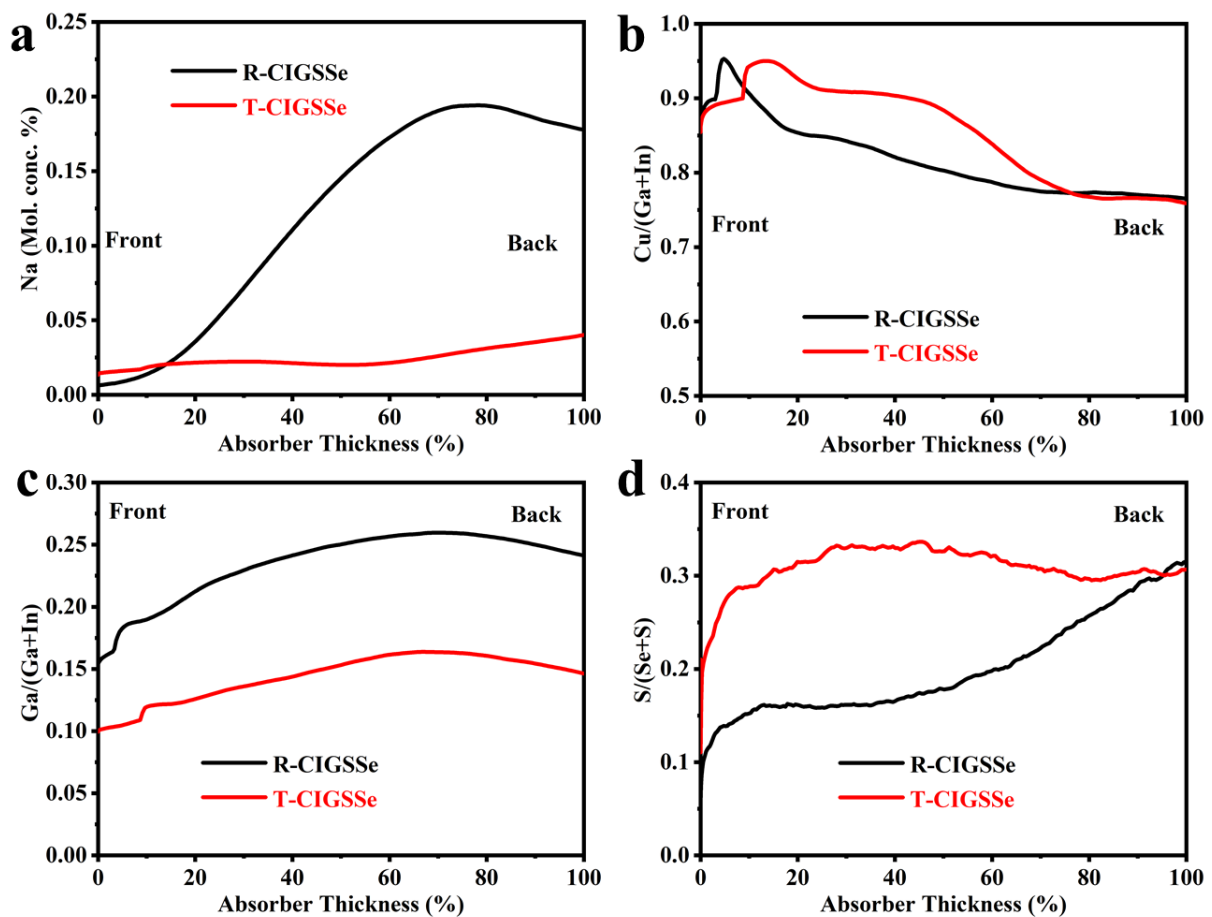 a
0.25
0.20
0.15
0.10
0.05
0.00
Na (Mol. conc. %)
R-CIGSSe
T-CIGSSe
Front
Back
0 20 40 60 80 100
Absorber Thickness (%)
b
1.0
0.9
0.8
0.7
0.6
0.5
Cu/(Ga+In)
Front
Back
R-CIGSSe
T-CIGSSe
0 20 40 60 80 100
Absorber Thickness (%)
c
0.30
0.25
0.20
0.15
0.10
0.05
0.00
Ga/(Ga+In)
Front
Back
R-CIGSSe
T-CIGSSe
0 20 40 60 80 100
Absorber Thickness (%)
d
0.4
0.3
0.2
0.1
0.0
S/(Se+S)
Front
Back
R-CIGSSe
T-CIGSSe
0 20 40 60 80 100
Absorber Thickness (%)